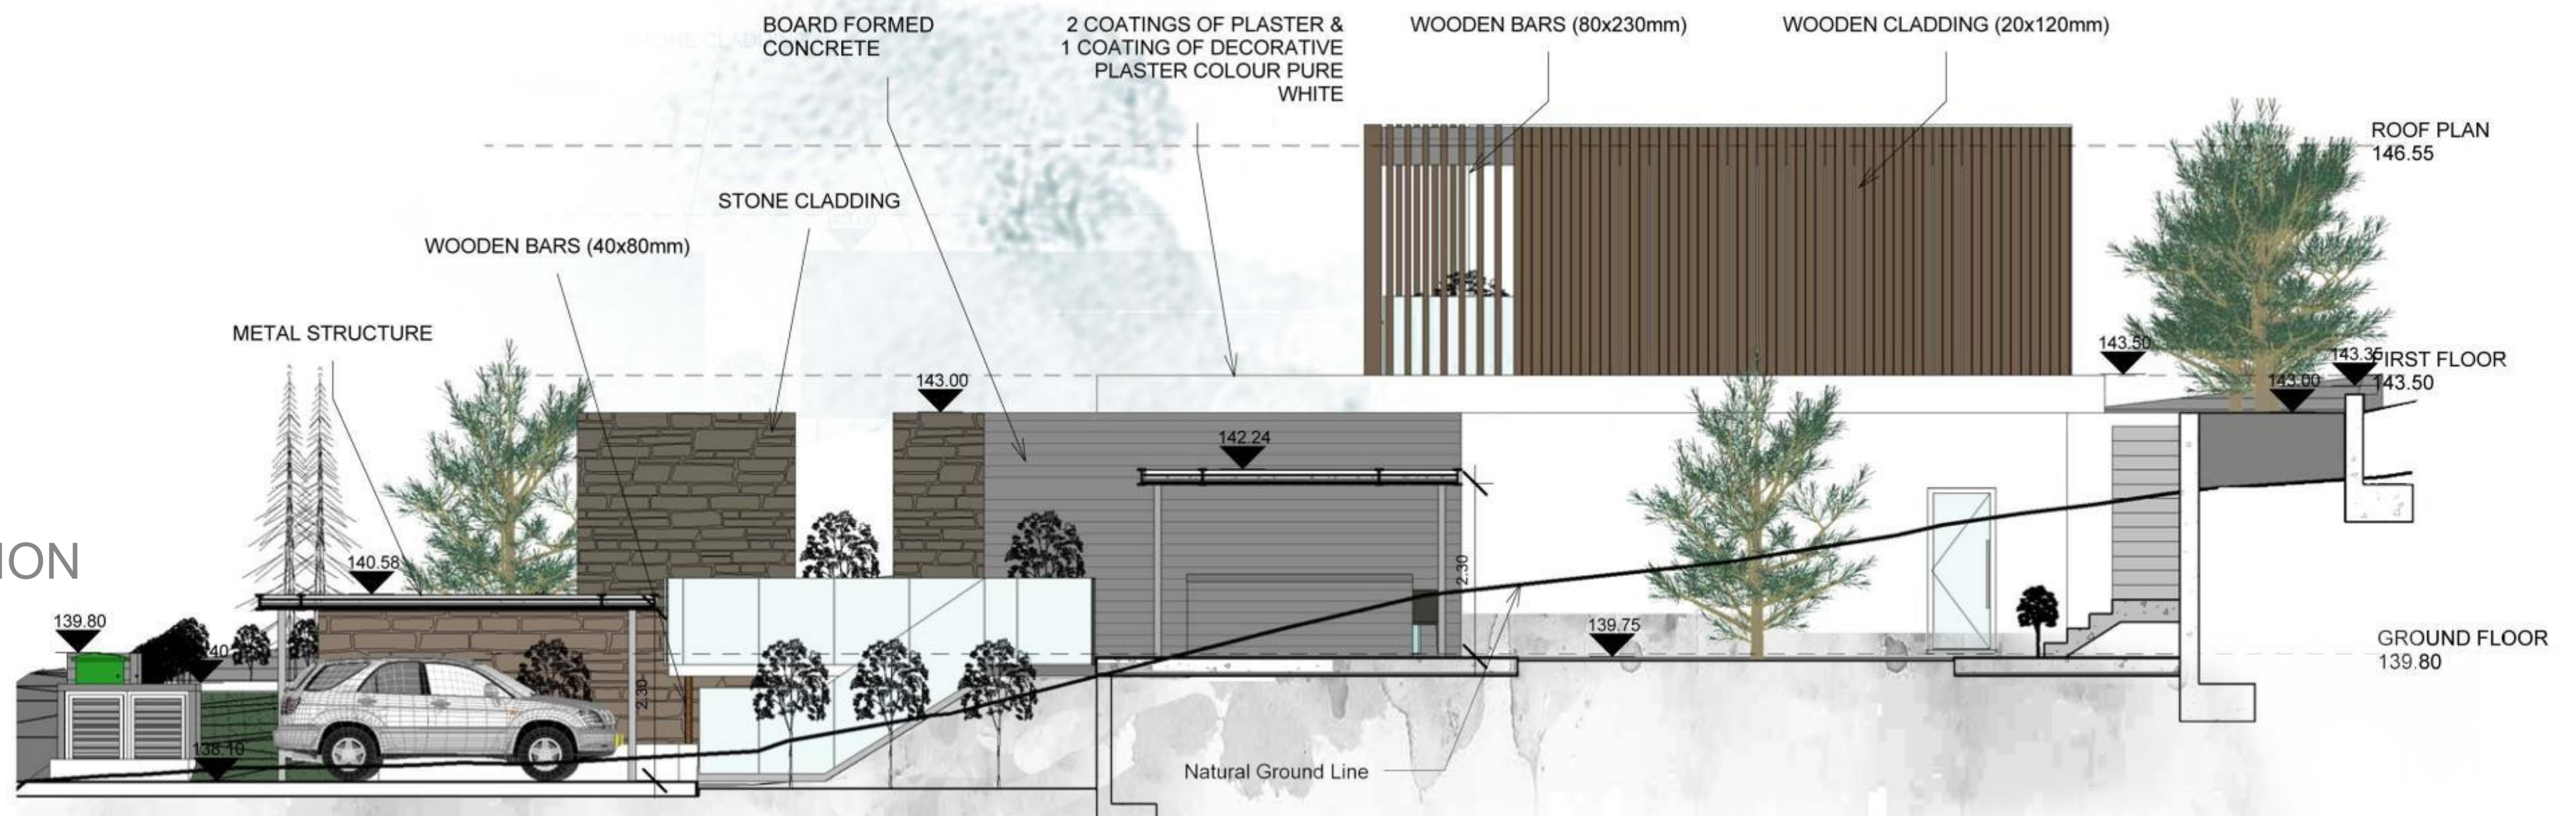 BOARD FORMED
CONCRETE
2 COATINGS OF PLASTER &
1 COATING OF DECORATIVE
PLASTER COLOUR PURE
WHITE
WOODEN BARS (80x230mm)
WOODEN CLADDING (20x120mm)
ROOF PLAN
146.55
STONE CLADDING
WOODEN BARS (40x80mm)
METAL STRUCTURE
143.50
143.35
FIRST FLOOR
143.50
143.00
143.00
142.24
140.58
ION
139.80
40
2.30
2.30
139.75
GROUND FLOOR
139.80
138.10
Natural Ground Line